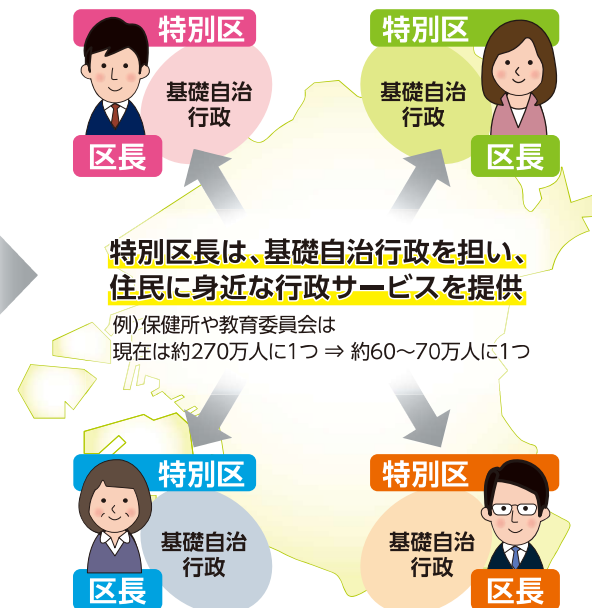 特別区
基礎自治
行政
区長
特別区
基礎自治
行政
区長
特別区長は、基礎自治行政を担い、
住民に身近な行政サービスを提供
例)保健所や教育委員会は
現在は約270万人に1つ ⇒ 約60〜70万人に1つ
特別区
基礎自治
行政
区長
特別区
基礎自治
行政
区長